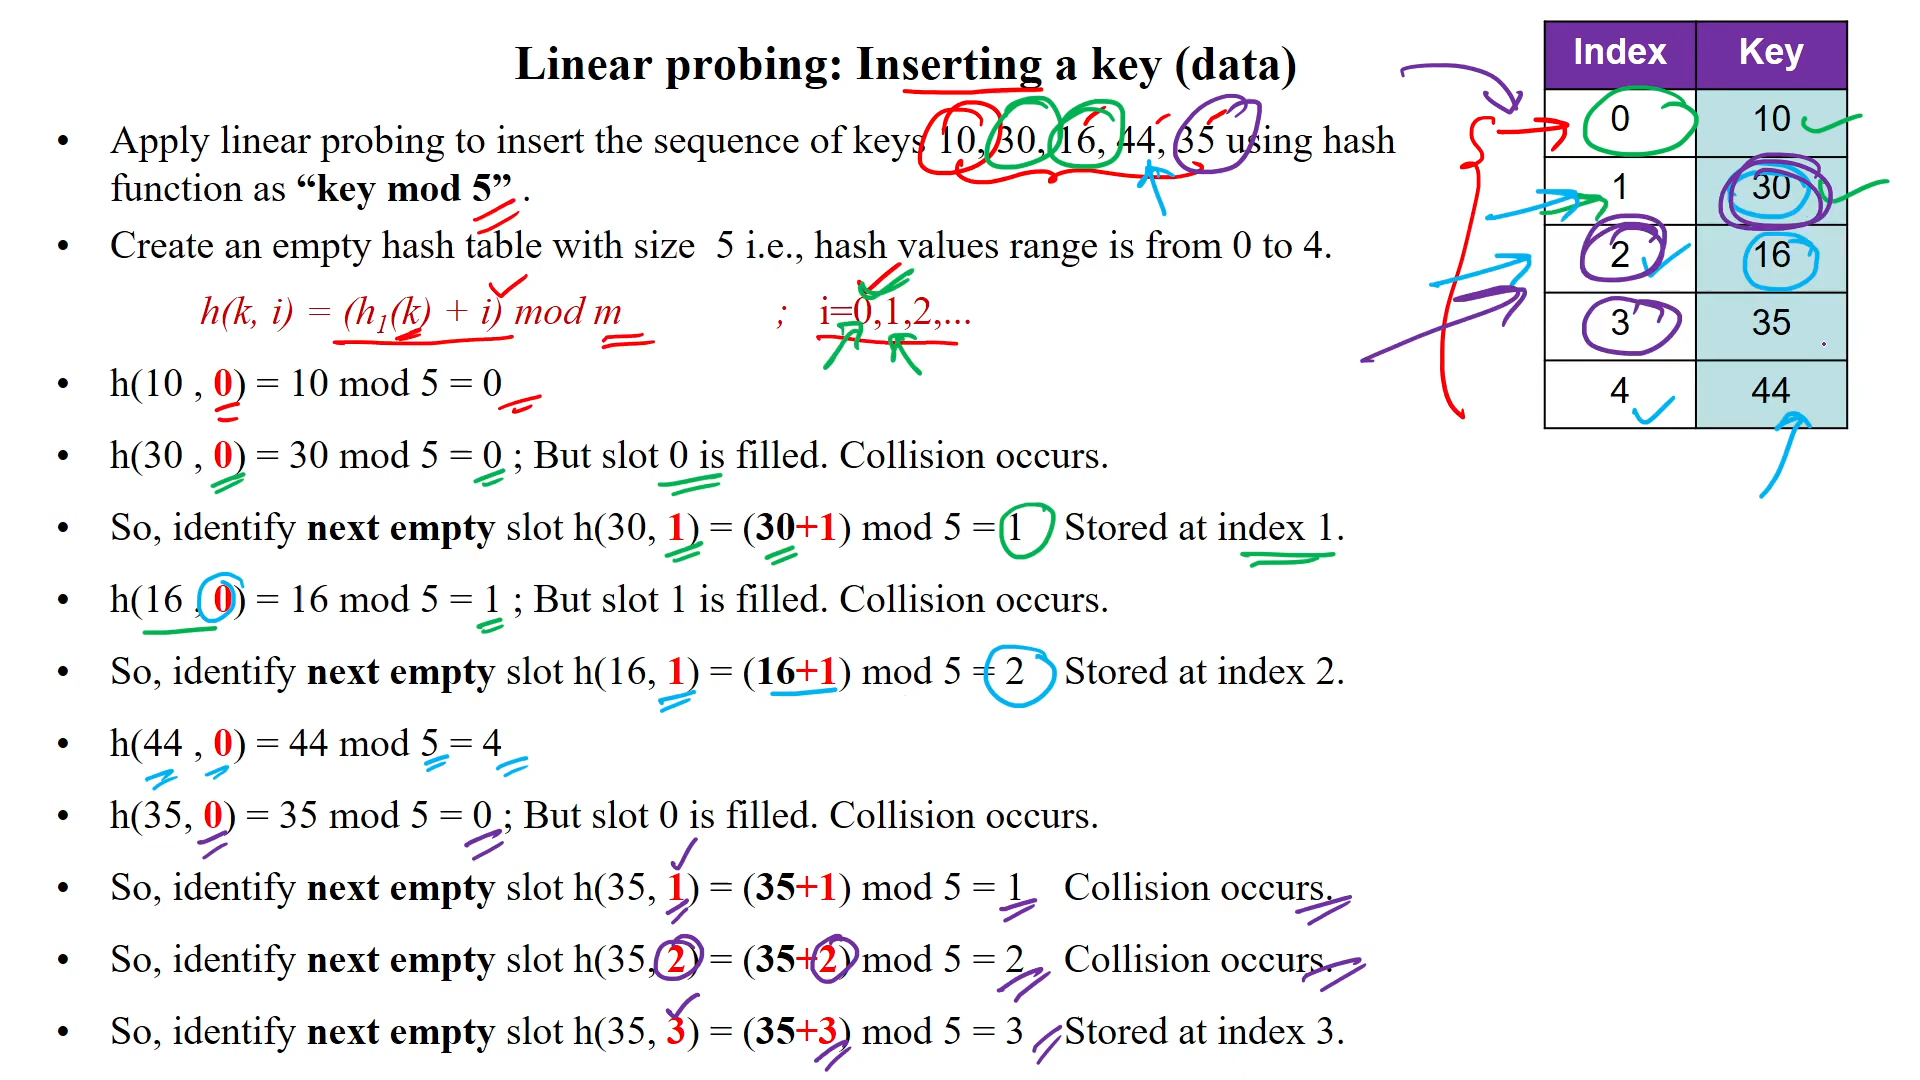 Linear probing: Inserting a key (data)
• Apply linear probing to insert the sequence of keys 10, 30, 16, 44, 35 using hash
function as “key mod 5” .
• Create an empty hash table with size 5 i.e., hash values range is from 0 to 4.
h(k, i) = (h1(k) + i) mod m ; i=0,1,2,...
• h(10 , 0) = 10 mod 5 = 0
• h(30 , 0) = 30 mod 5 = 0 ; But slot 0 is filled. Collision occurs.
• So, identify next empty slot h(30, 1) = (30+1) mod 5 = 1 Stored at index 1.
• h(16 , 0) = 16 mod 5 = 1 ; But slot 1 is filled. Collision occurs.
• So, identify next empty slot h(16, 1) = (16+1) mod 5 = 2 Stored at index 2.
• h(44 , 0) = 44 mod 5 = 4
• h(35, 0) = 35 mod 5 = 0 ; But slot 0 is filled. Collision occurs.
• So, identify next empty slot h(35, 1) = (35+1) mod 5 = 1 Collision occurs.
• So, identify next empty slot h(35, 2) = (35+2) mod 5 = 2 Collision occurs.
• So, identify next empty slot h(35, 3) = (35+3) mod 5 = 3 Stored at index 3.
Index Key
0 10
1 30
2 16
3 35
4 44